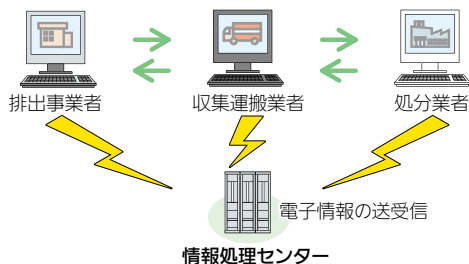 排出事業者
収集運搬業者
処分業者
電子情報の送受信
情報処理センター